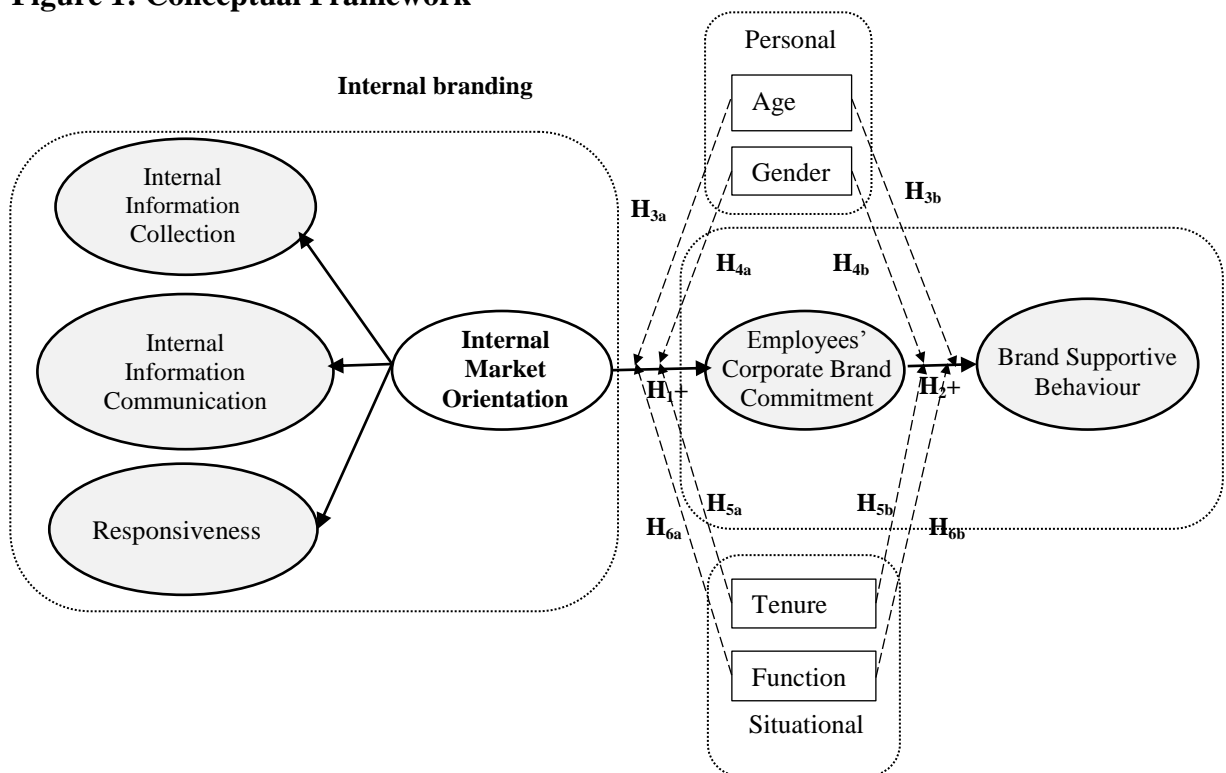 Figure 1: Conceptual Framework
Personal
Internal branding
Age
Gender
Internal
Information
Collection
H3a
H3b
H4a
H4b
Internal
Information
Communication
Internal
Market
Orientation
H1+
Employees’
Corporate Brand
Commitment
H2+
Brand Supportive
Behaviour
Responsiveness
H5a
H5b
H6a
H6b
Tenure
Function
Situational